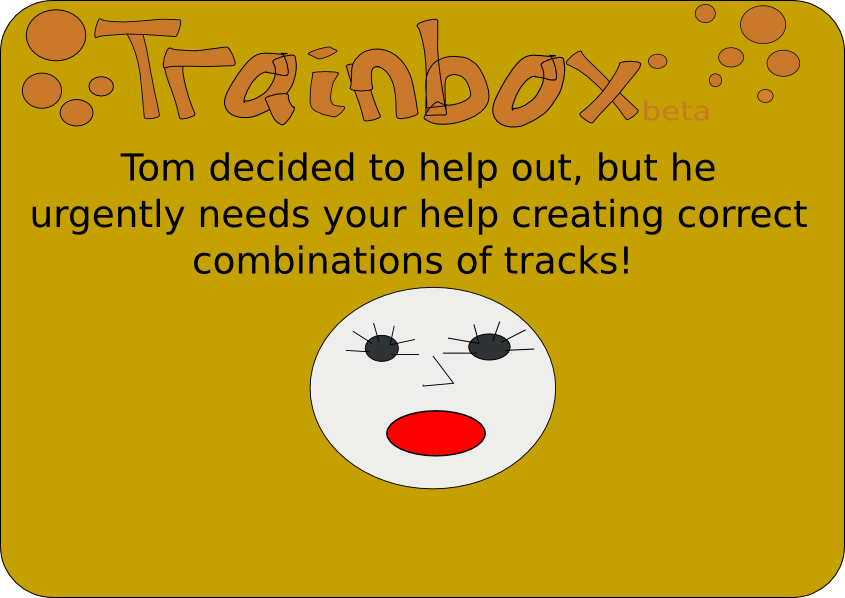 Trainbox
beta
Tom decided to help out, but he
urgently needs your help creating correct
combinations of tracks!